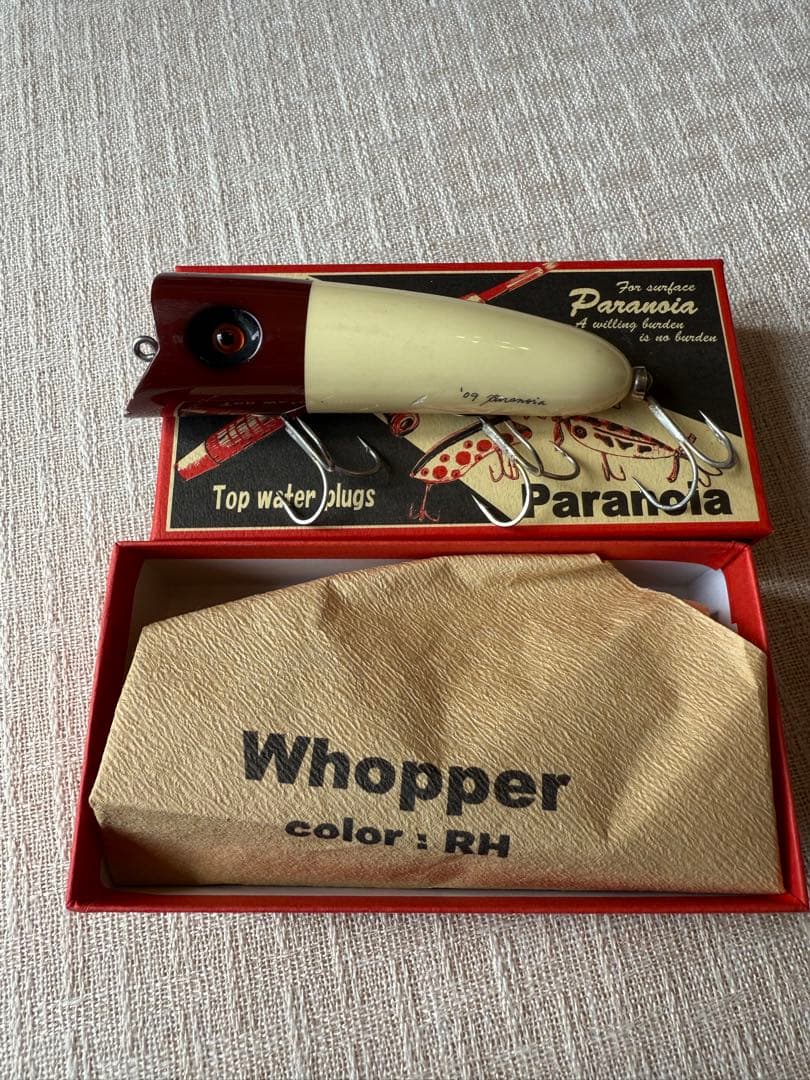 For surface
Paranoia
A willing burden
is no burden
'09 Paranoia
Top water plugs
Paranoia
Whopper
color : RH